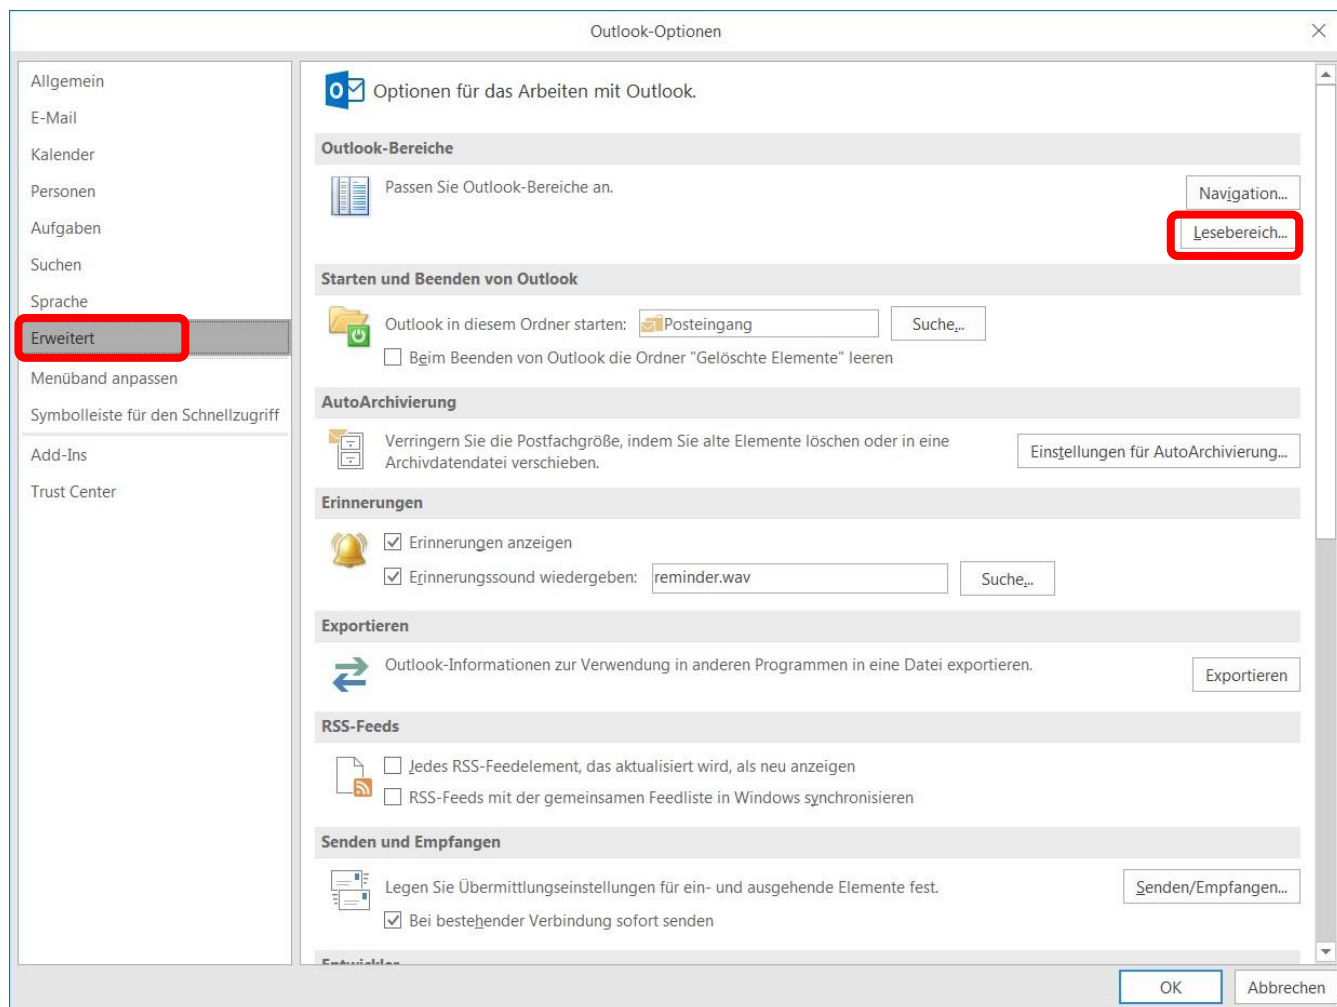 Outlook-Optionen
Allgemein
E-Mail
Kalender
Personen
Aufgaben
Suchen
Sprache
Erweitert
Menüband anpassen
Symbolleiste für den Schnellzugriff
Add-Ins
Trust Center
Optionen für das Arbeiten mit Outlook.
Outlook-Bereiche
Passen Sie Outlook-Bereiche an.
Navigation...
Lesebereich...
Starten und Beenden von Outlook
Outlook in diesem Ordner starten: Posteingang Suche...
Beim Beenden von Outlook die Ordner "Gelöschte Elemente" leeren
AutoArchivierung
Verringern Sie die Postfachgröße, indem Sie alte Elemente löschen oder in eine
Archivdatendatei verschieben.
Einstellungen für AutoArchivierung...
Erinnerungen
Erinnerungen anzeigen
Erinnerungssound wiedergeben: reminder.wav Suche...
Exportieren
Outlook-Informationen zur Verwendung in anderen Programmen in eine Datei exportieren.
Exportieren
RSS-Feeds
Jedes RSS-Feedelement, das aktualisiert wird, als neu anzeigen
RSS-Feeds mit der gemeinsamen Feedliste in Windows synchronisieren
Senden und Empfangen
Legen Sie Übermittlungseinstellungen für ein- und ausgehende Elemente fest.
Senden/Empfangen...
Bei bestehender Verbindung sofort senden
Entwickler
OK Abbrechen